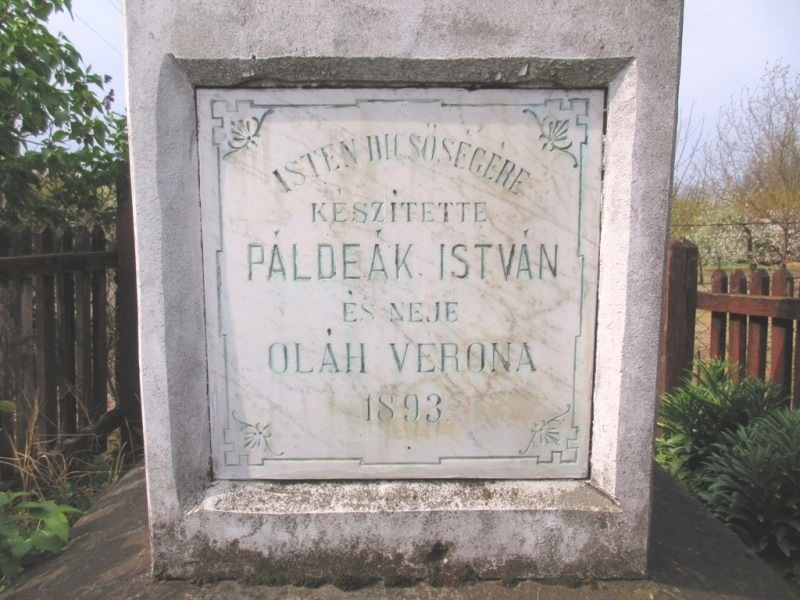 ISTEN DICSŐSÉGÉRE
KÉSZÍTETTE
PÁLDEÁK ISTVÁN
ÉS NEJE
OLÁH VERONA
1893.